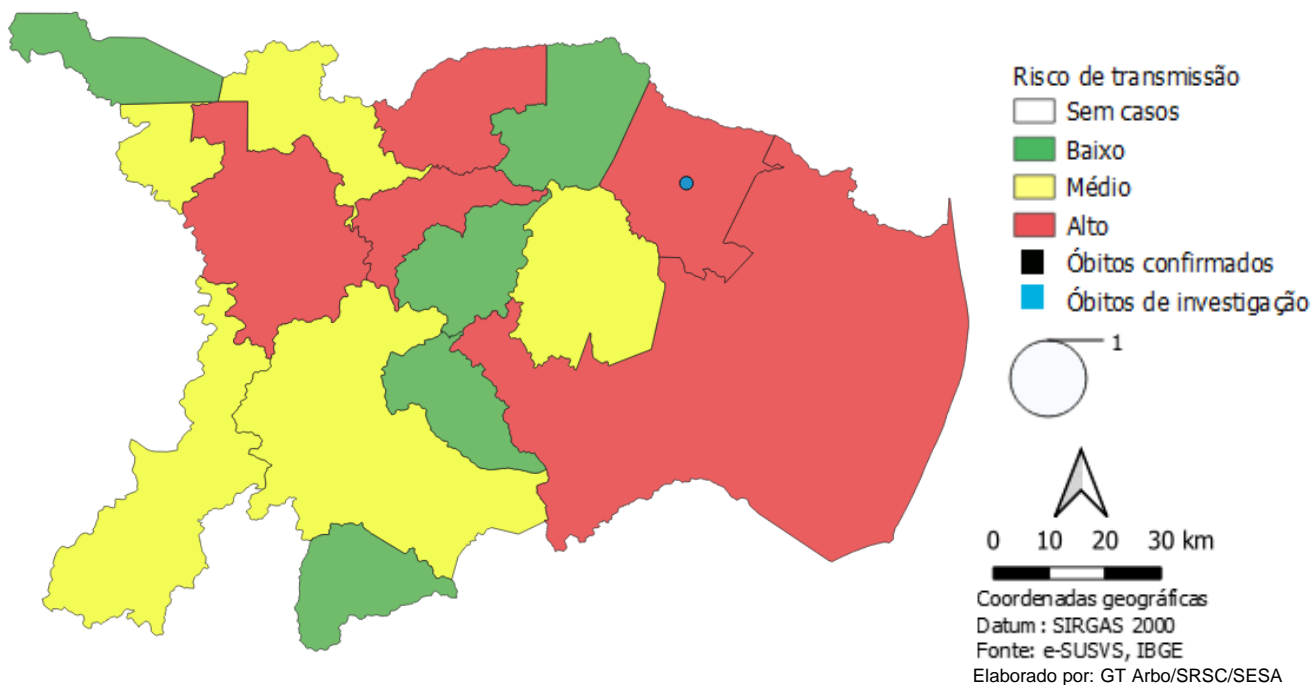 Risco de transmissão
Sem casos
Baixo
Médio
Alto
Óbitos confirmados
Óbitos de investigação
1
0 10 20 30 km
Coordenadas geográficas
Datum : SIRGAS 2000
Fonte: e-SUSVS, IBGE
Elaborado por: GT Arbo/SRSC/SESA